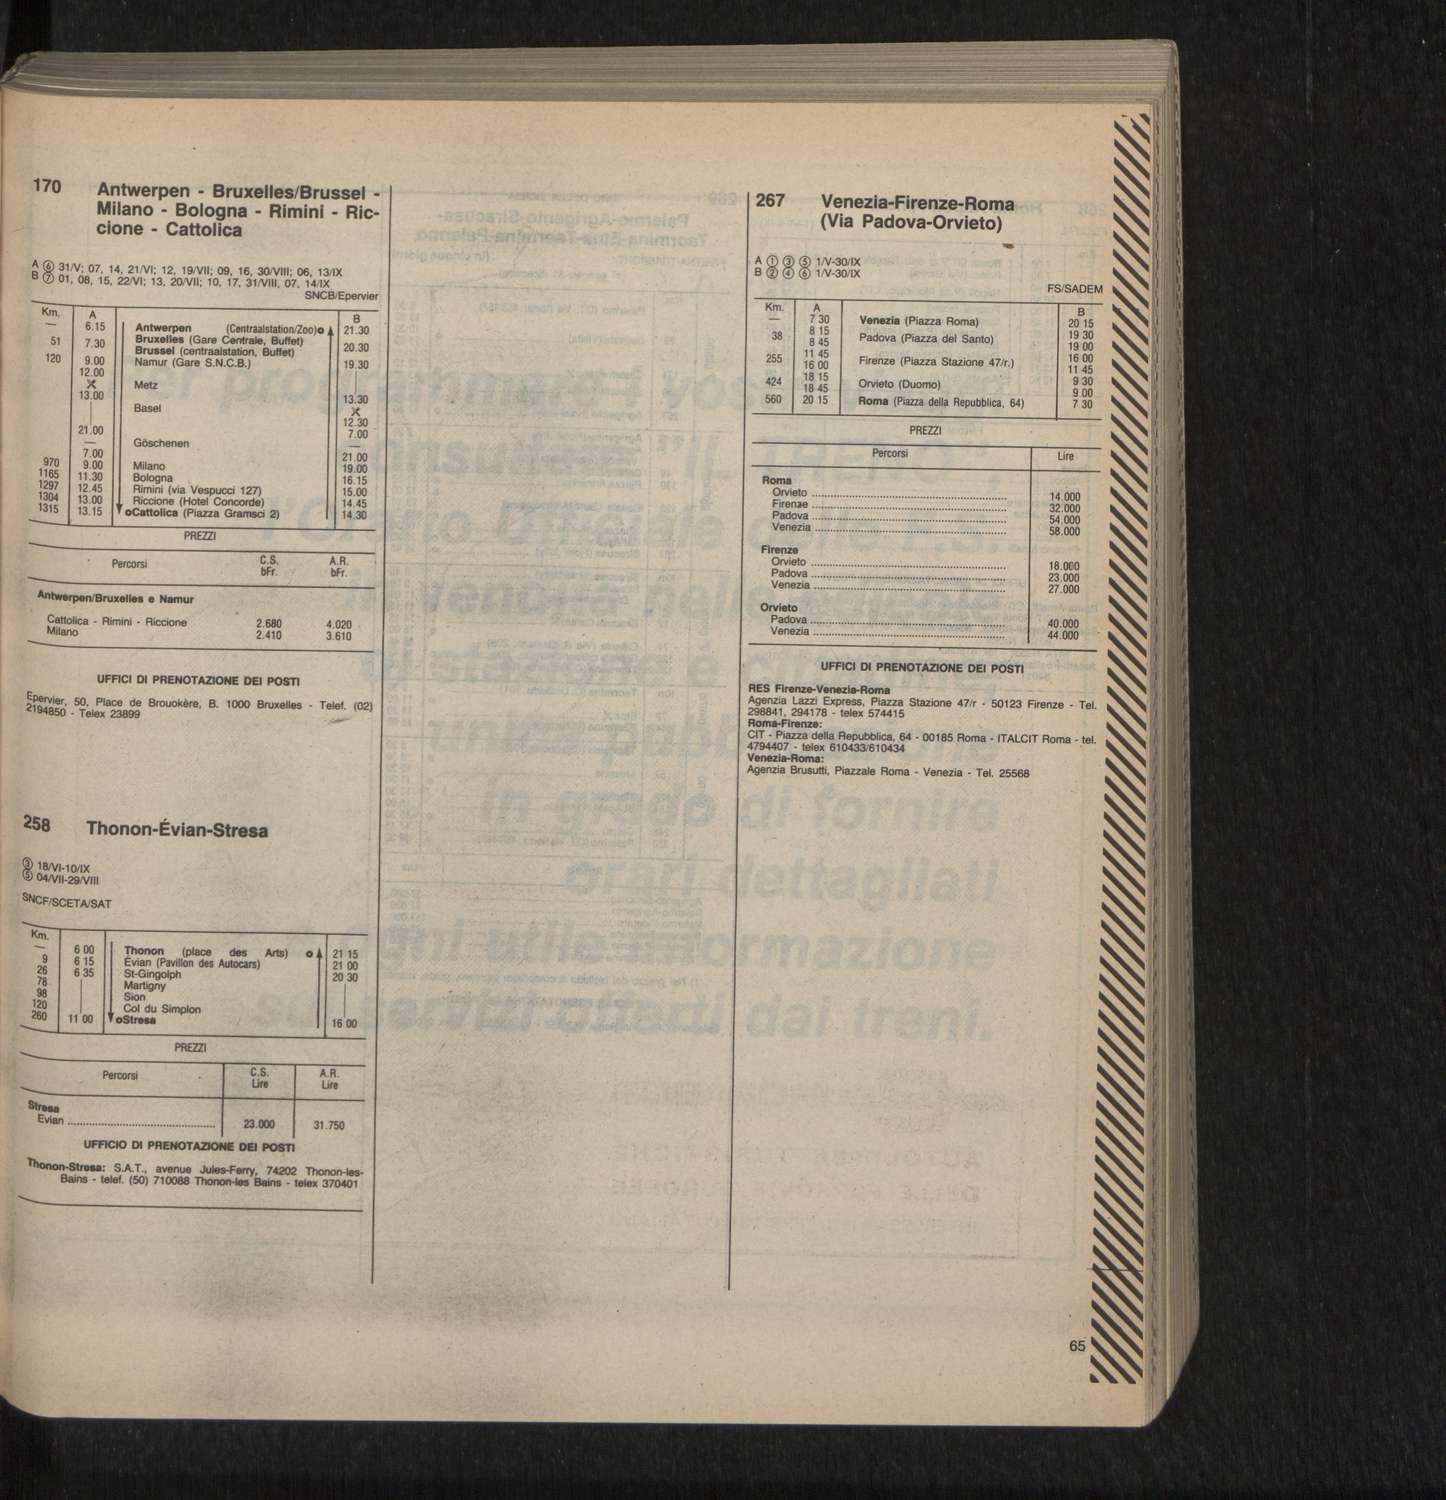 170 Antwerpen - Bruxelles/Brussel -
Milano - Bologna - Rimini - Ric-
cione - Cattolica
A ⑥ 31/V; 07, 14, 21/VI; 12, 19/VII; 09, 16, 30/VIII; 06, 13/IX
B ⑦ 01, 08, 15, 22/VI; 13, 20/VII; 10, 17, 31/VIII, 07, 14/IX
SNCB/Epervier
Km. A B
— 6.15 Antwerpen (Centraalstation/Zoo)o 21.30
51 7.30 Bruxelles (Gare Centrale, Buffet)
Brussel (centraalstation, Buffet) 20.30
120 9.00 Namur (Gare S.N.C.B.) 19.30
12.00
Metz
13.00 13.30
Basel
12.30
21.00 7.00
— Göschenen —
7.00 21.00
970 9.00 Milano 19.00
1165 11.30 Bologna 16.15
1297 12.45 Rimini (via Vespucci 127) 15.00
1304 13.00 Riccione (Hotel Concorde) 14.45
1315 13.15 oCattolica (Piazza Gramsci 2) 14.30
PREZZI
Percorsi C.S. A.R.
bFr. bFr.
Antwerpen/Bruxelles e Namur
Cattolica - Rimini - Riccione 2.680 4.020
Milano 2.410 3.610
UFFICI DI PRENOTAZIONE DEI POSTI
Epervier, 50, Place de Brouokère, B. 1000 Bruxelles - Telef. (02)
2194850 - Telex 23899
258 Thonon-Évian-Stresa
③ 18/VI-10/IX
⑤ 04/VII-29/VIII
SNCF/SCETA/SAT
Km.
— 6 00 Thonon (place des Arts) o 21 15
9 6 15 Évian (Pavillon des Autocars) 21 00
26 6 35 St-Gingolph 20 30
78 Martigny
98 Sion
120 Col du Simplon
260 11 00 oStresa 16 00
PREZZI
Percorsi C.S. A.R.
Lire Lire
Stresa
Evian ........ 23.000 31.750
UFFICIO DI PRENOTAZIONE DEI POSTI
Thonon-Stresa: S.A.T., avenue Jules-Ferry, 74202 Thonon-les-
Bains - telef. (50) 710088 Thonon-les Bains - telex 370401
267 Venezia-Firenze-Roma
(Via Padova-Orvieto)
A ① ③ ⑤ 1/V-30/IX
B ② ④ ⑥ 1/V-30/IX
FS/SADEM
Km. A B
— 7 30 Venezia (Piazza Roma) 20 15
38 8 15 Padova (Piazza del Santo) 19 30
8 45 19 00
255 11 45 Firenze (Piazza Stazione 47/r.) 16 00
16 00 11 45
424 18 15 Orvieto (Duomo) 9 30
18 45 9 00
560 20 15 Roma (Piazza della Repubblica, 64) 7 30
PREZZI
Percorsi Lire
Roma
Orvieto ........ 14.000
Firenze ........ 32.000
Padova ........ 54.000
Venezia ........ 58.000
Firenze
Orvieto ........ 18.000
Padova ........ 23.000
Venezia ........ 27.000
Orvieto
Padova ........ 40.000
Venezia ........ 44.000
UFFICI DI PRENOTAZIONE DEI POSTI
RES Firenze-Venezia-Roma
Agenzia Lazzi Express, Piazza Stazione 47/r - 50123 Firenze - Tel.
298841, 294178 - telex 574415
Roma-Firenze:
CIT - Piazza della Repubblica, 64 - 00185 Roma - ITALCIT Roma - tel.
4794407 - telex 610433/610434
Venezia-Roma:
Agenzia Brusutti, Piazzale Roma - Venezia - Tel. 25568
65